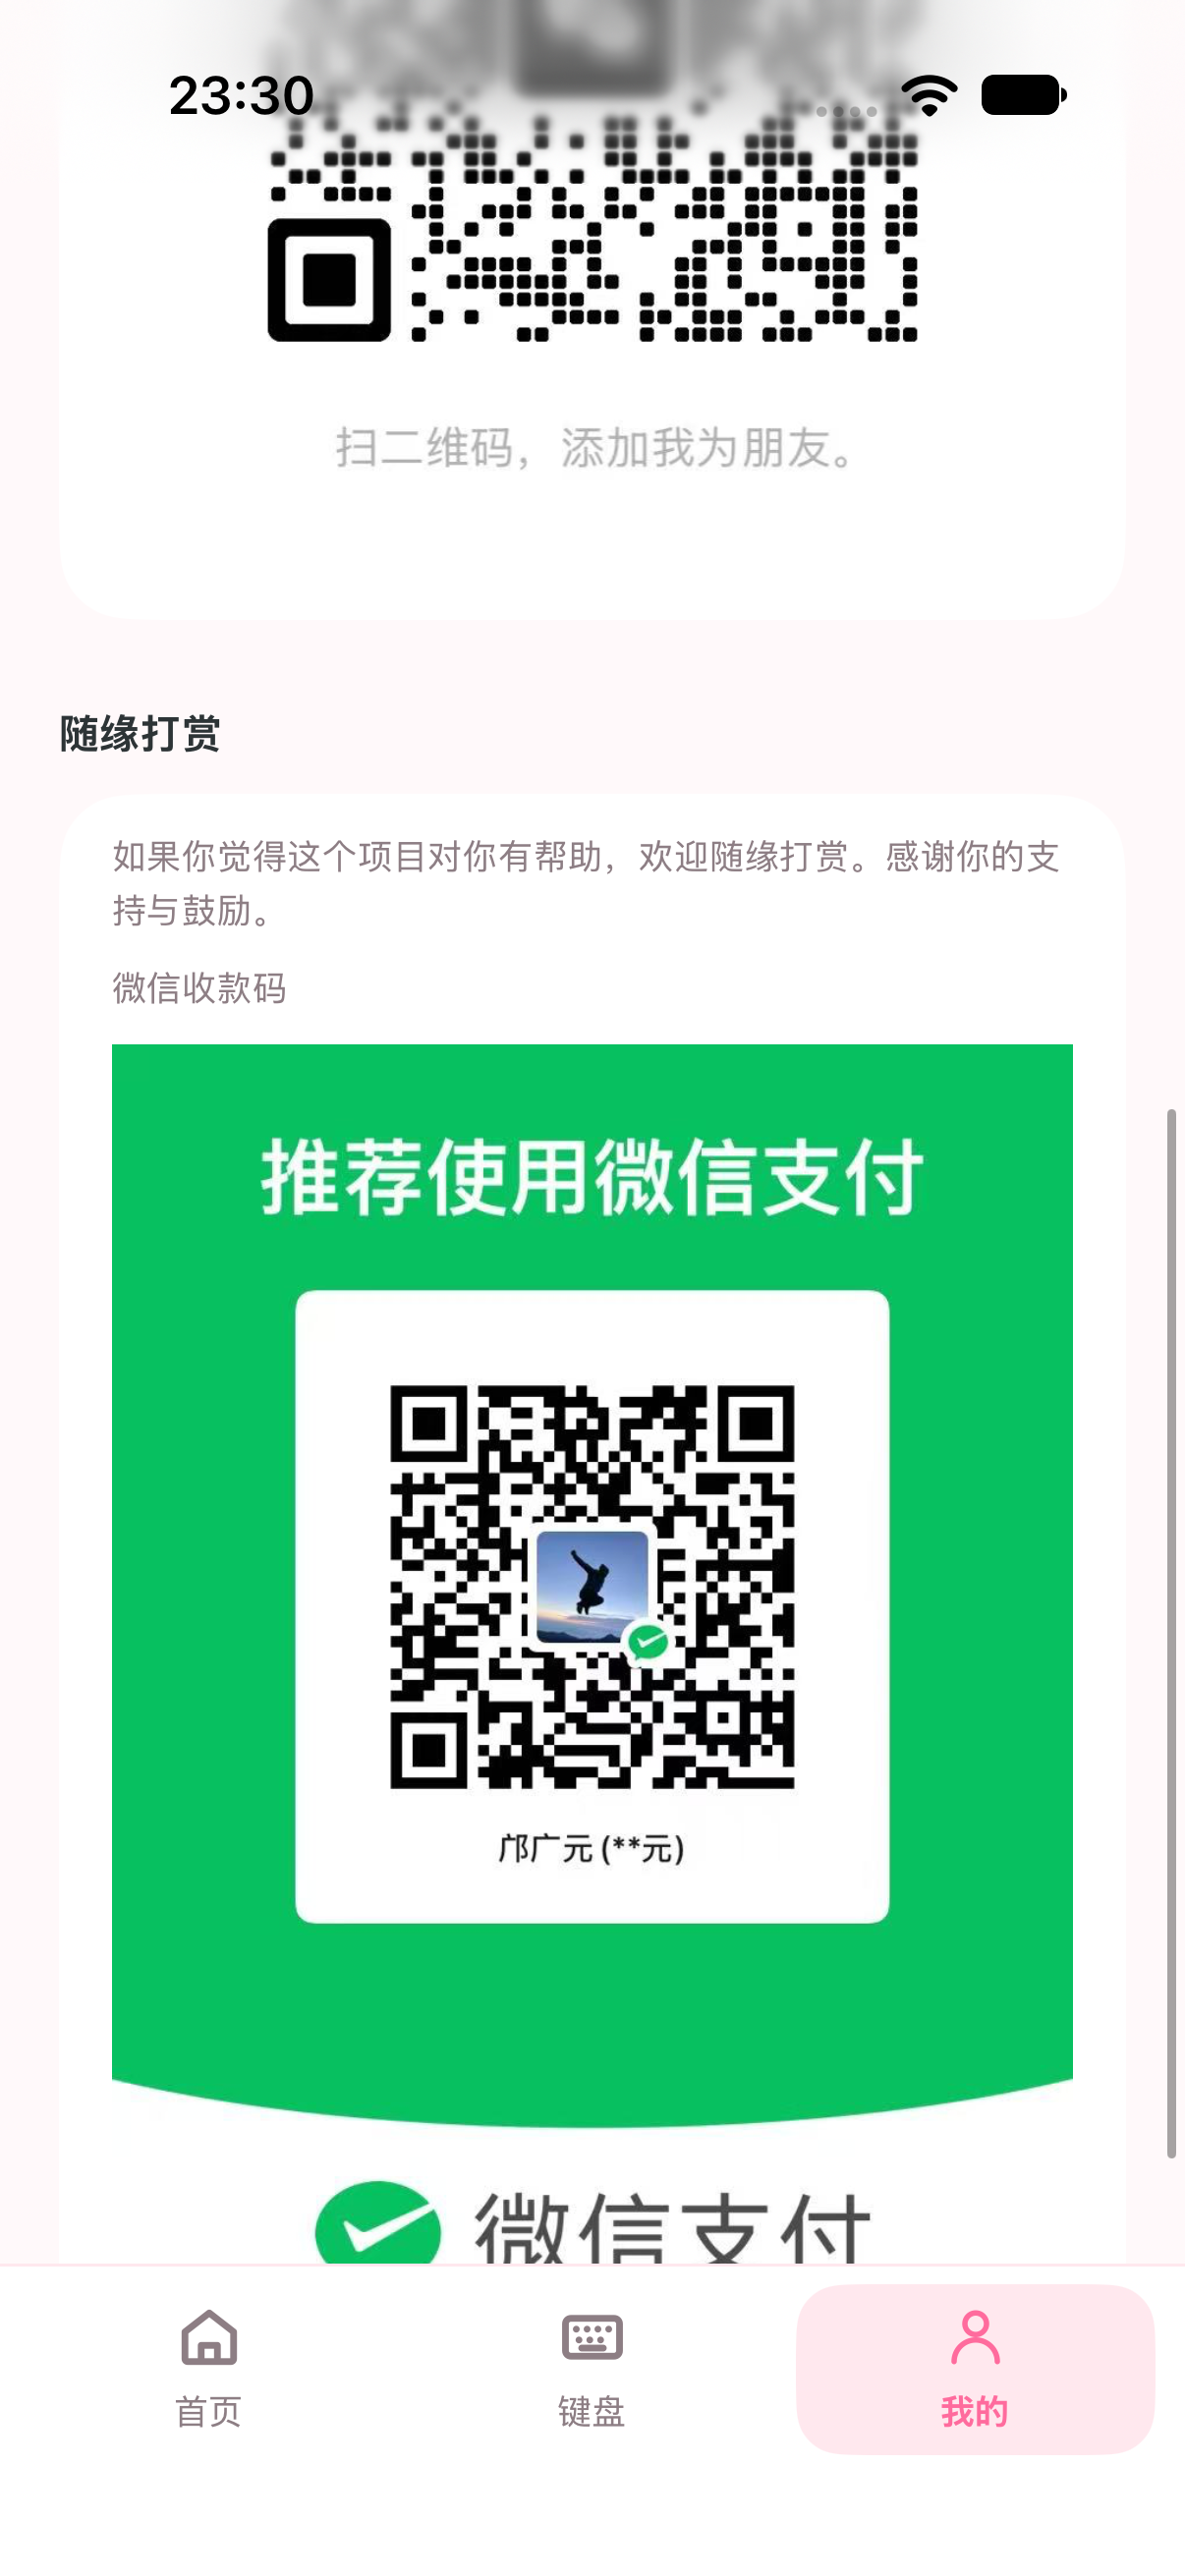 23:30
扫二维码，添加我为朋友。
随缘打赏
如果你觉得这个项目对你有帮助，欢迎随缘打赏。感谢你的支
持与鼓励。
微信收款码
推荐使用微信支付
邝广元 (**元)
微信支付
首页
键盘
我的